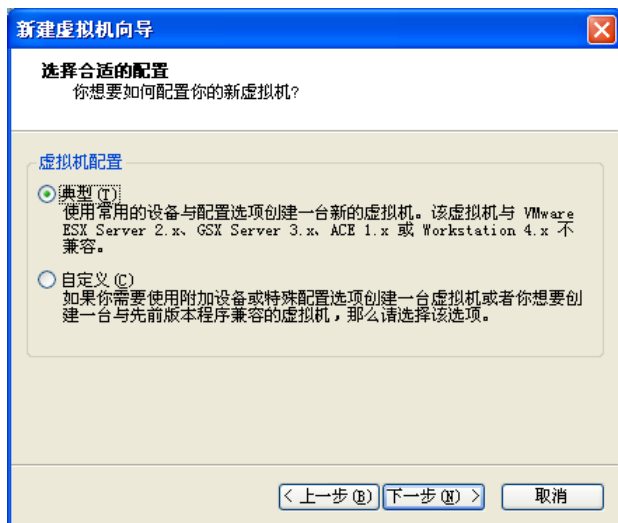 新建虚拟机向导
选择合适的配置
你想要如何配置你的新虚拟机?
虚拟机配置
典型(T)
使用常用的设备与配置选项创建一台新的虚拟机。该虚拟机与 VMware
ESX Server 2.x、GSX Server 3.x、ACE 1.x 或 Workstation 4.x 不
兼容。
自定义(C)
如果你需要使用附加设备或特殊配置选项创建一台虚拟机或者你想要创
建一台与先前版本程序兼容的虚拟机,那么请选择该选项。
< 上一步(B) 下一步(N) > 取消